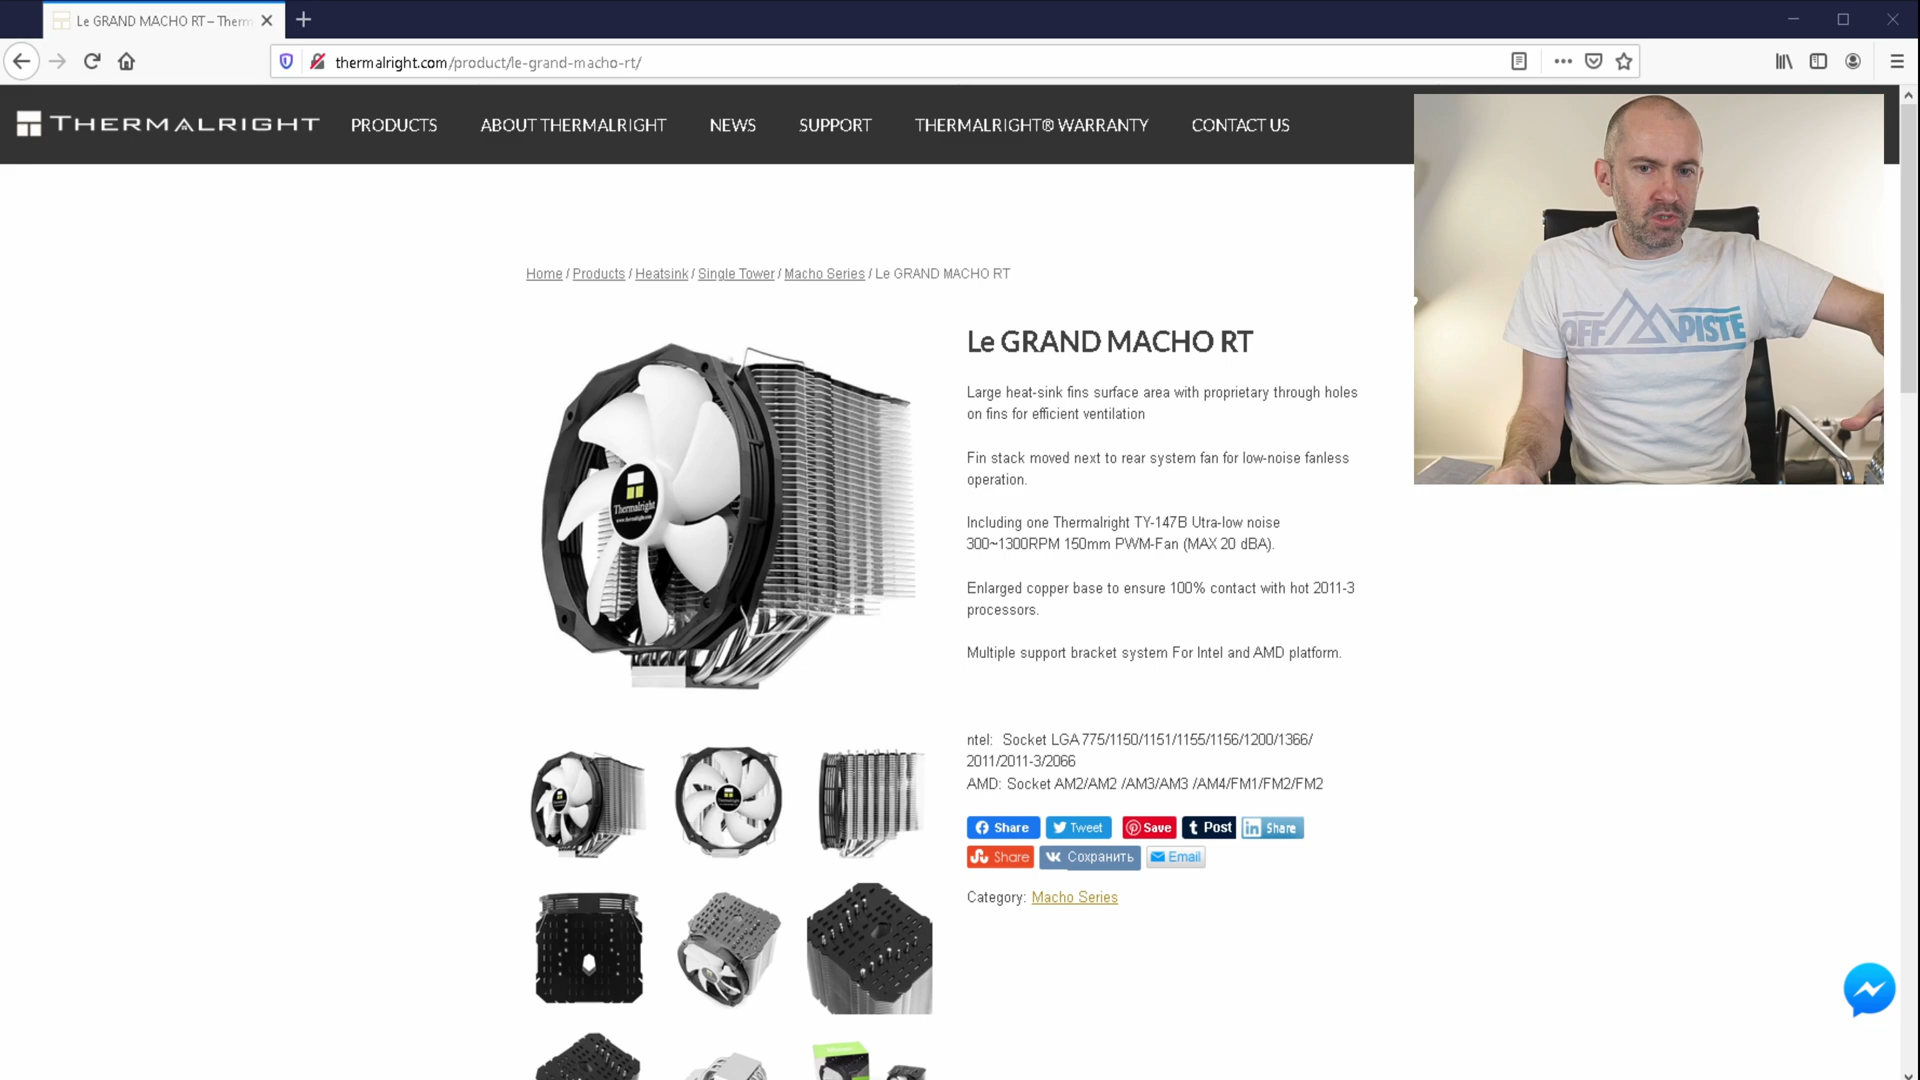 Le GRAND MACHO RT – Therm
thermalright.com/product/le-grand-macho-rt/
THERMALRIGHT PRODUCTS ABOUT THERMALRIGHT NEWS SUPPORT THERMALRIGHT® WARRANTY CONTACT US
Home / Products / Heatsink / Single Tower / Macho Series / Le GRAND MACHO RT
Le GRAND MACHO RT
Large heat-sink fins surface area with proprietary through holes
on fins for efficient ventilation
Fin stack moved next to rear system fan for low-noise fanless
operation.
Including one Thermalright TY-147B Utra-low noise
300~1300RPM 150mm PWM-Fan (MAX 20 dBA).
Enlarged copper base to ensure 100% contact with hot 2011-3
processors.
Multiple support bracket system For Intel and AMD platform.
ntel: Socket LGA 775/1150/1151/1155/1156/1200/1366/
2011/2011-3/2066
AMD: Socket AM2/AM2 /AM3/AM3 /AM4/FM1/FM2/FM2
Share Tweet Save Post in Share
Share Сохранить Email
Category: Macho Series
Thermalright
OFF PISTE